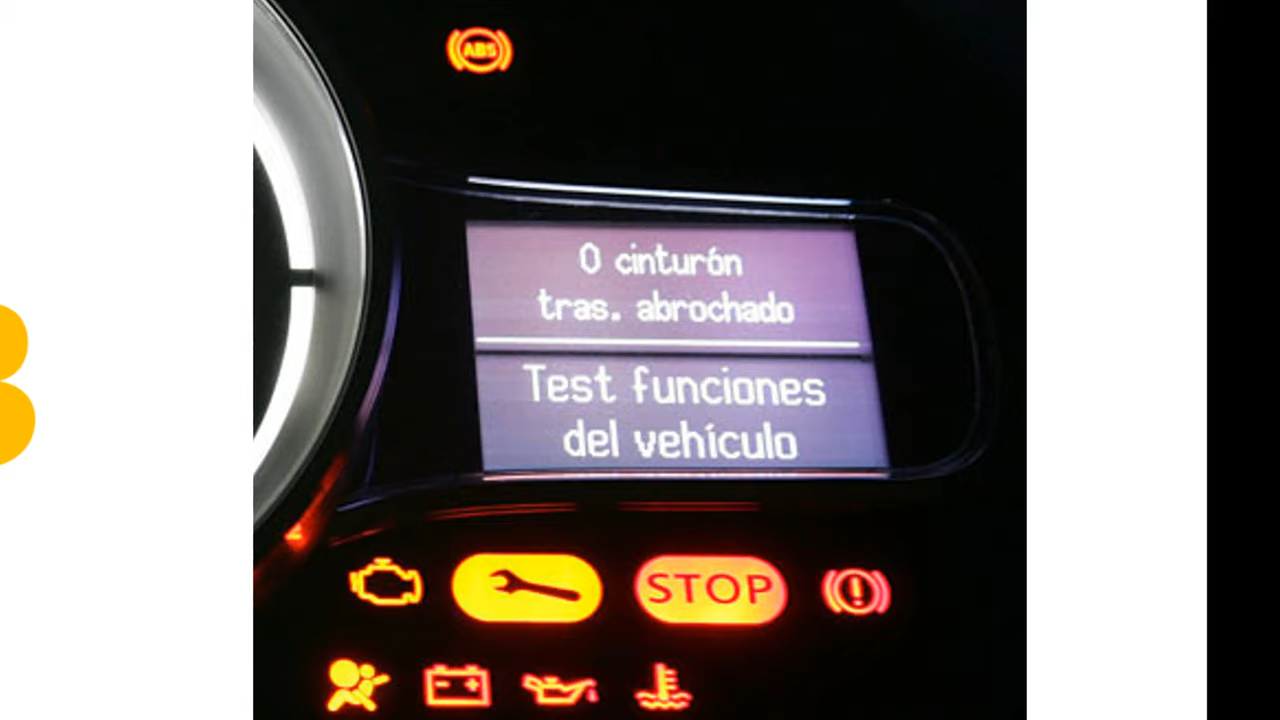 ABS
0 cinturón
tras. abrochado
Test funciones
del vehículo
STOP